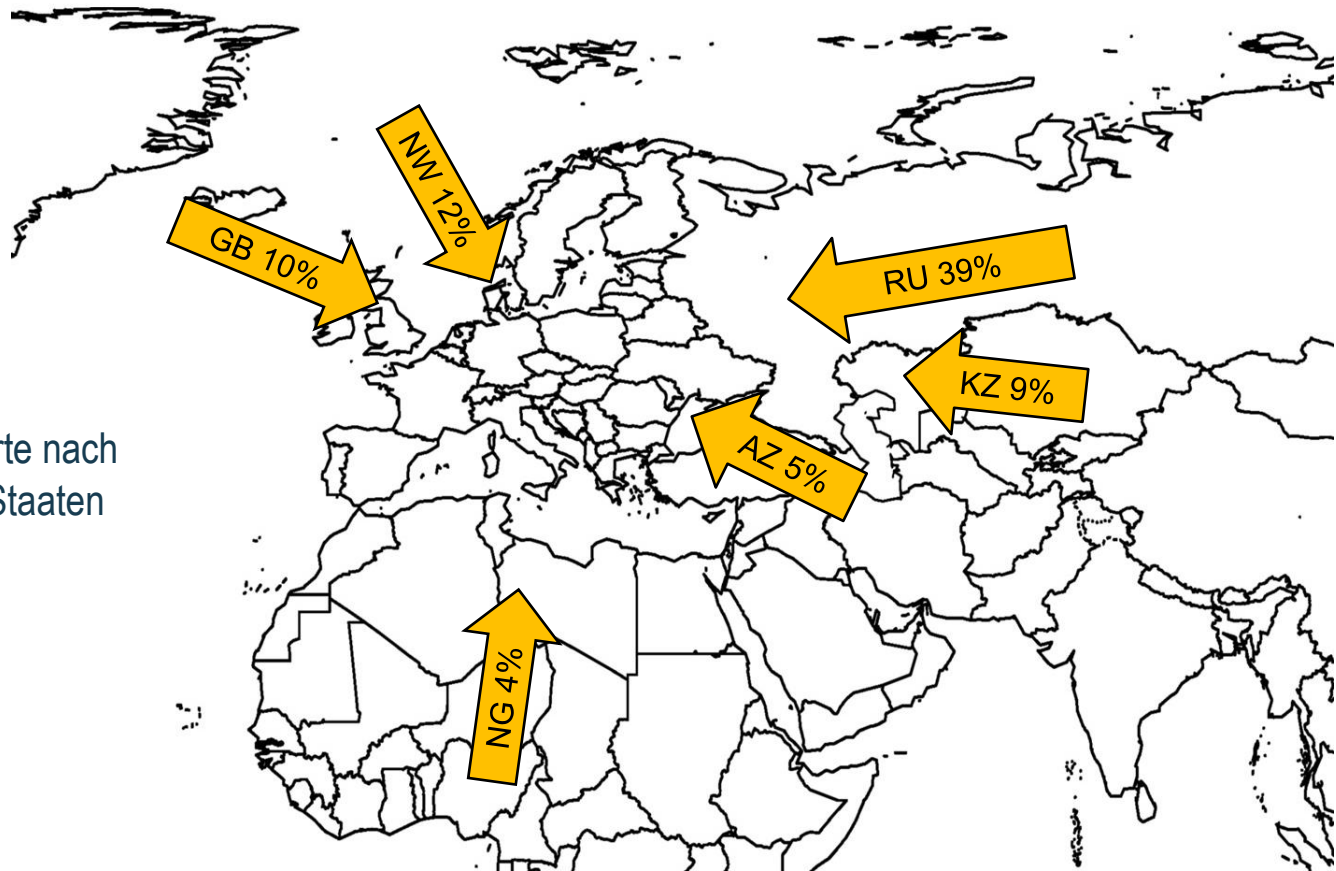 NW 12%
GB 10%
RU 39%
KZ 9%
rte nach
Staaten
AZ 5%
NG 4%